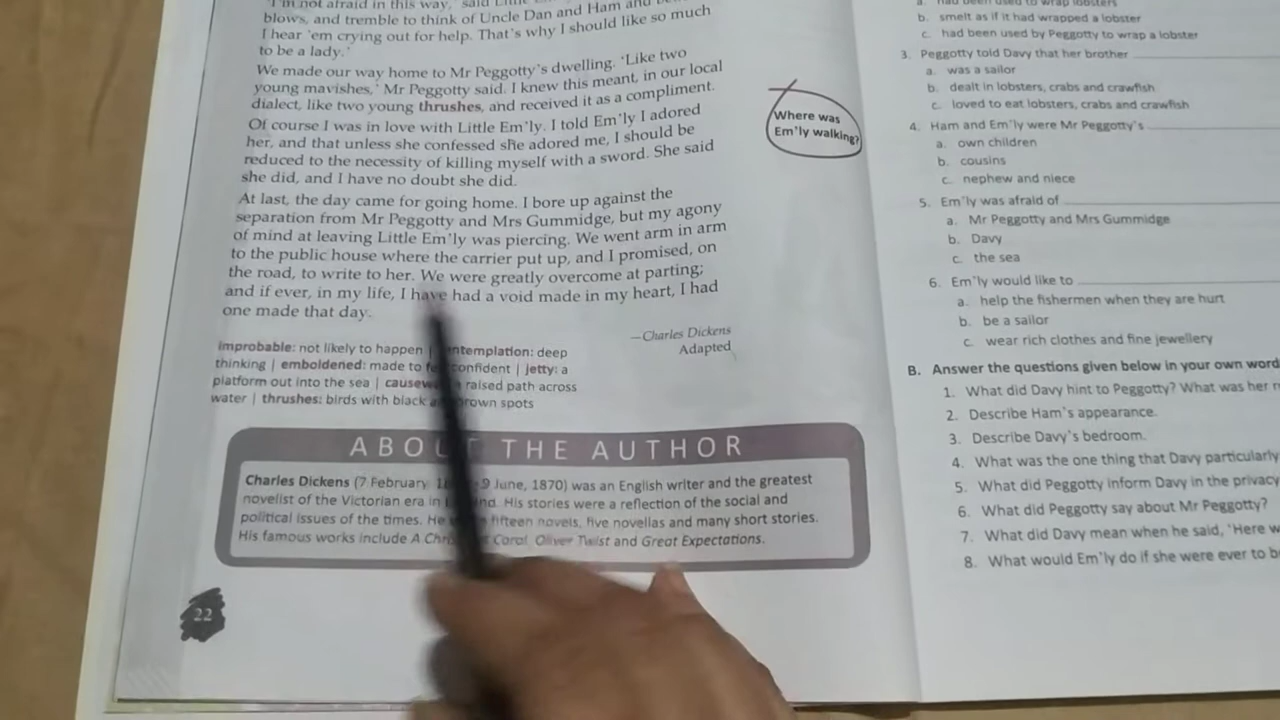 'I'm not afraid in this way,' said
blows, and tremble to think of Uncle Dan and Ham and
I hear 'em crying out for help. That's why I should like so much
to be a lady.'
We made our way home to Mr Peggotty's dwelling. 'Like two
young mavishes,' Mr Peggotty said. I knew this meant, in our local
dialect, like two young thrushes, and received it as a compliment.
Of course I was in love with Little Em'ly. I told Em'ly I adored
her, and that unless she confessed she adored me, I should be
reduced to the necessity of killing myself with a sword. She said
she did, and I have no doubt she did.
At last, the day came for going home. I bore up against the
separation from Mr Peggotty and Mrs Gummidge, but my agony
of mind at leaving Little Em'ly was piercing. We went arm in arm
to the public house where the carrier put up, and I promised, on
the road, to write to her. We were greatly overcome at parting;
and if ever, in my life, I have had a void made in my heart, I had
one made that day.
—Charles Dickens
Adapted
Where was
Em'ly walking?
improbable: not likely to happen | contemplation: deep
thinking | emboldened: made to confident | jetty: a
platform out into the sea | raised path across
water | thrushes: birds with black brown spots
ABOUT THE AUTHOR
Charles Dickens (7 February 9 June, 1870) was an English writer and the greatest
novelist of the Victorian era in His stories were a reflection of the social and
political issues of the times. He fifteen novels, five novellas and many short stories.
His famous works include A Carol, Oliver Twist and Great Expectations.
22
a. had been used to wrap lobsters
b. smelt as if it had wrapped a lobster
c. had been used by Peggotty to wrap a lobster
3. Peggotty told Davy that her brother
a. was a sailor
b. dealt in lobsters, crabs and crawfish
c. loved to eat lobsters, crabs and crawfish
4. Ham and Em'ly were Mr Peggotty's
a. own children
b. cousins
c. nephew and niece
5. Em'ly was afraid of
a. Mr Peggotty and Mrs Gummidge
b. Davy
c. the sea
6. Em'ly would like to
a. help the fishermen when they are hurt
b. be a sailor
c. wear rich clothes and fine jewellery
B. Answer the questions given below in your own word
1. What did Davy hint to Peggotty? What was her
2. Describe Ham's appearance.
3. Describe Davy's bedroom.
4. What was the one thing that Davy particularly
5. What did Peggotty inform Davy in the privacy
6. What did Peggotty say about Mr Peggotty?
7. What did Davy mean when he said, 'Here
8. What would Em'ly do if she were ever to